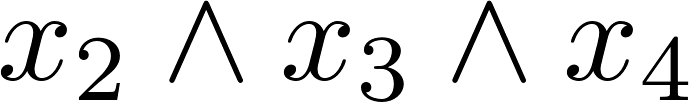 x₂ ∧ x₃ ∧ x₄